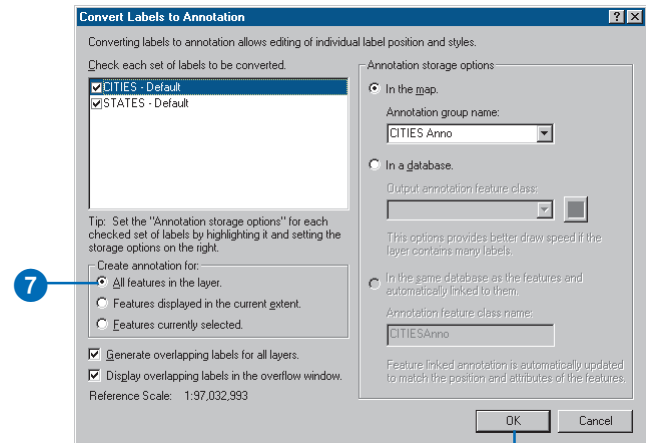 Convert Labels to Annotation
Converting labels to annotation allows editing of individual label position and styles.
Check each set of labels to be converted.
CITIES - Default
STATES - Default
Tip: Set the "Annotation storage options" for each
checked set of labels by highlighting it and setting the
storage options on the right.
Create annotation for:
7
All features in the layer.
Features displayed in the current extent.
Features currently selected.
Generate overlapping labels for all layers.
Display overlapping labels in the overflow window.
Reference Scale: 1:97,032,993
Annotation storage options
In the map.
Annotation group name:
CITIES Anno
In a database.
Output annotation feature class:
This options provides better draw speed if the
layer contains many labels.
In the same database as the features and
automatically linked to them.
Annotation feature class name:
CITIESAnno
Feature linked annotation is automatically updated
to match the position and attributes of the features.
OK
Cancel